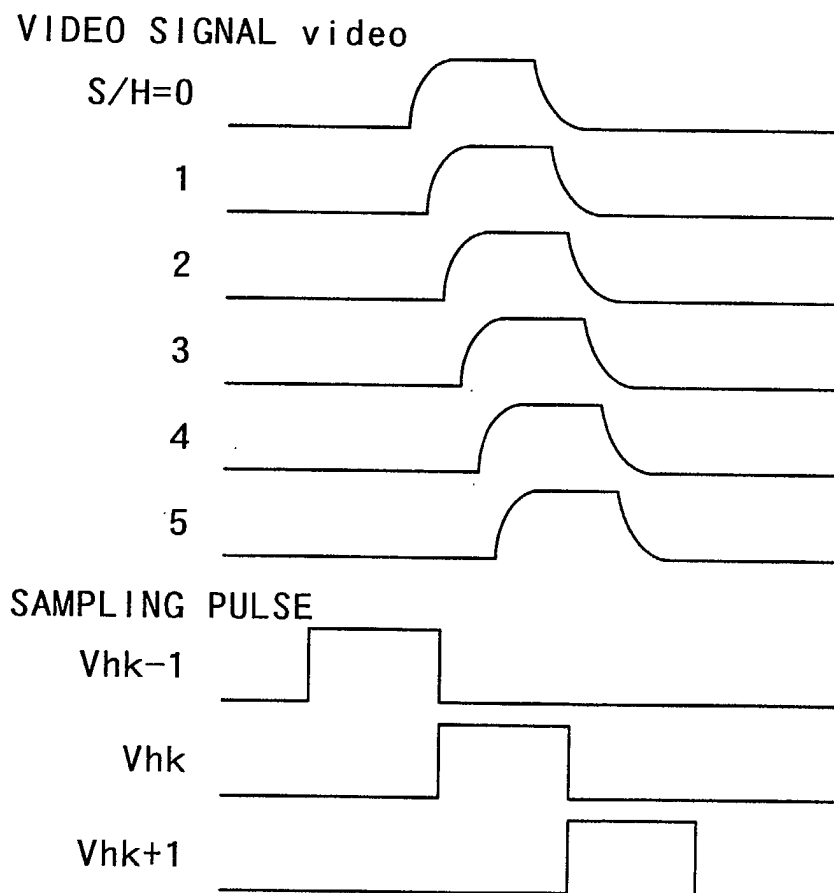 VIDEO SIGNAL video
S/H=0
1
2
3
4
5
SAMPLING PULSE
Vhk-1
Vhk
Vhk+1